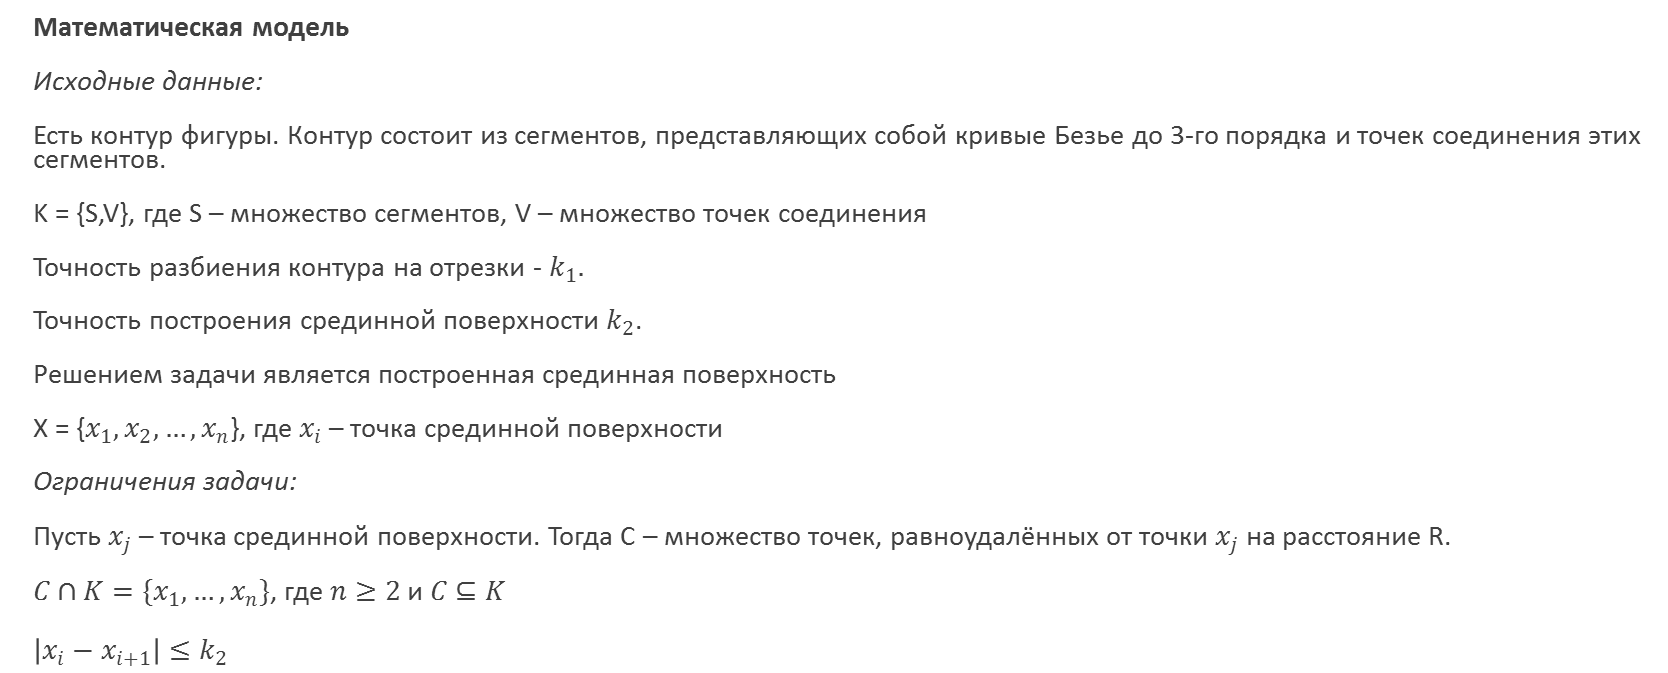 Математическая модель
Исходные данные:
Есть контур фигуры. Контур состоит из сегментов, представляющих собой кривые Безье до 3-го порядка и точек соединения этих
сегментов.
K = {S,V}, где S – множество сегментов, V – множество точек соединения
Точность разбиения контура на отрезки - k₁.
Точность построения срединной поверхности k₂.
Решением задачи является построенная срединная поверхность
X = {x₁, x₂, ..., xₙ}, где xᵢ – точка срединной поверхности
Ограничения задачи:
Пусть xⱼ – точка срединной поверхности. Тогда C – множество точек, равноудалённых от точки xⱼ на расстояние R.
C ∩ K = {x₁, ..., xₙ}, где n ≥ 2 и C ⊆ K
|xᵢ − xᵢ₊₁| ≤ k₂